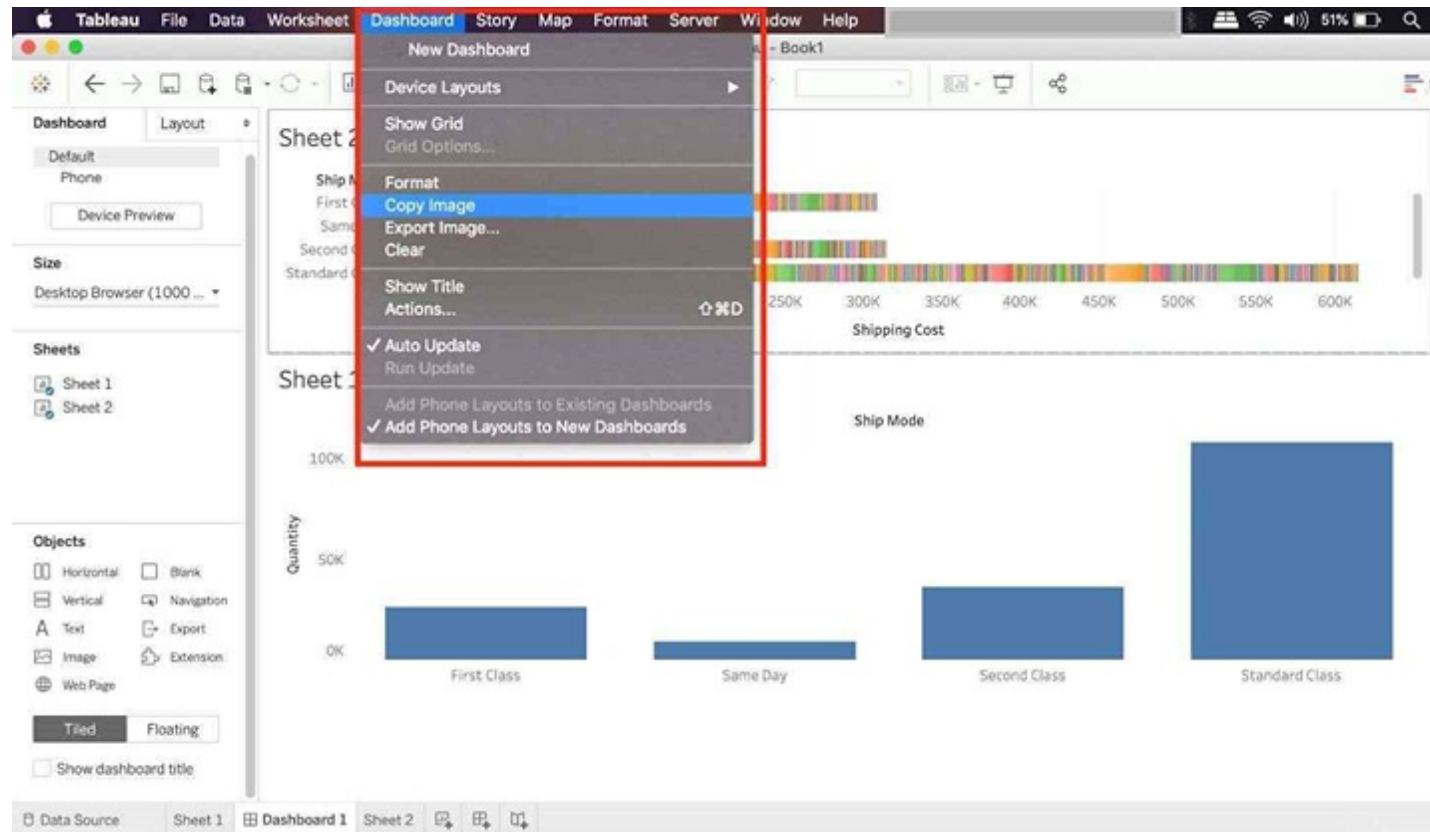 Tableau File Data Worksheet Dashboard Story Map Format Server Window Help 51%
- Book1
New Dashboard
Device Layouts
Show Grid
Grid Options...
Format
Copy Image
Export Image...
Clear
Show Title
Actions... ⇧⌘D
✓ Auto Update
Run Update
Add Phone Layouts to Existing Dashboards
✓ Add Phone Layouts to New Dashboards
Dashboard Layout
Default
Phone
Device Preview
Size
Desktop Browser (1000 ...
Sheets
Sheet 1
Sheet 2
Objects
Horizontal Blank
Vertical Navigation
Text Export
Image Extension
Web Page
Tiled Floating
Show dashboard title
Sheet 2
Ship M
First
Same
Second
Standard
250K 300K 350K 400K 450K 500K 550K 600K
Shipping Cost
Sheet 1
Ship Mode
100K
50K
0K
Quantity
First Class Same Day Second Class Standard Class
Data Source Sheet 1 Dashboard 1 Sheet 2